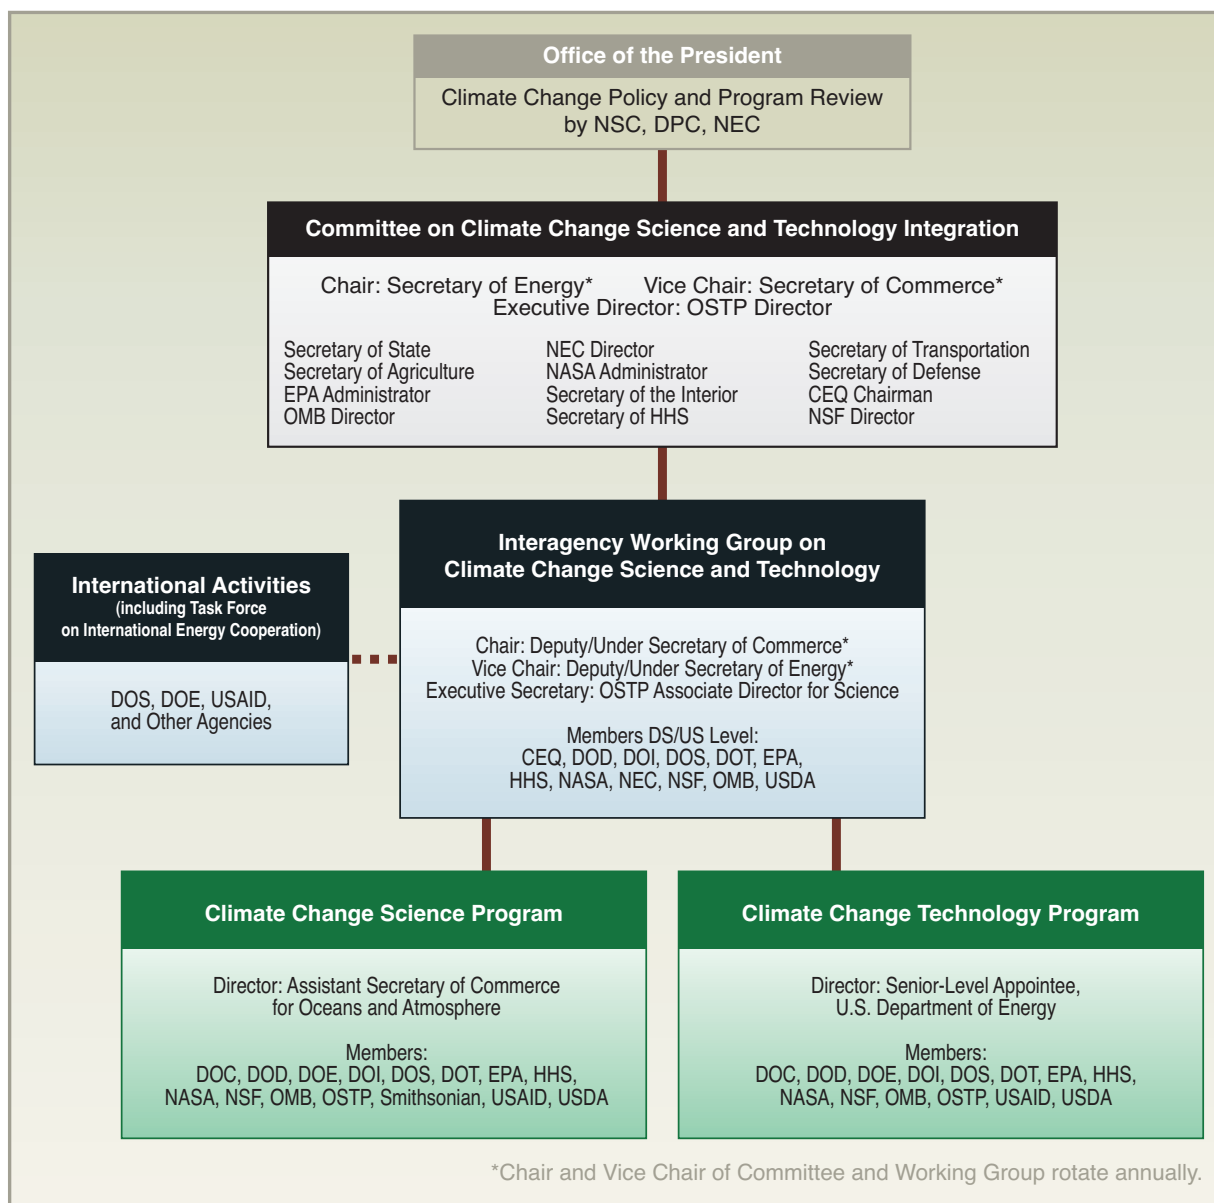 Office of the President
Climate Change Policy and Program Review
by NSC, DPC, NEC
Committee on Climate Change Science and Technology Integration
Chair: Secretary of Energy* Vice Chair: Secretary of Commerce*
Executive Director: OSTP Director
Secretary of State
Secretary of Agriculture
EPA Administrator
OMB Director
NEC Director
NASA Administrator
Secretary of the Interior
Secretary of HHS
Secretary of Transportation
Secretary of Defense
CEQ Chairman
NSF Director
Interagency Working Group on
Climate Change Science and Technology
Chair: Deputy/Under Secretary of Commerce*
Vice Chair: Deputy/Under Secretary of Energy*
Executive Secretary: OSTP Associate Director for Science
Members DS/US Level:
CEQ, DOD, DOI, DOS, DOT, EPA,
HHS, NASA, NEC, NSF, OMB, USDA
International Activities
(including Task Force
on International Energy Cooperation)
DOS, DOE, USAID,
and Other Agencies
Climate Change Science Program
Director: Assistant Secretary of Commerce
for Oceans and Atmosphere
Members:
DOC, DOD, DOE, DOI, DOS, DOT, EPA, HHS,
NASA, NSF, OMB, OSTP, Smithsonian, USAID, USDA
Climate Change Technology Program
Director: Senior-Level Appointee,
U.S. Department of Energy
Members:
DOC, DOD, DOE, DOI, DOS, DOT, EPA, HHS,
NASA, NSF, OMB, OSTP, USAID, USDA
*Chair and Vice Chair of Committee and Working Group rotate annually.